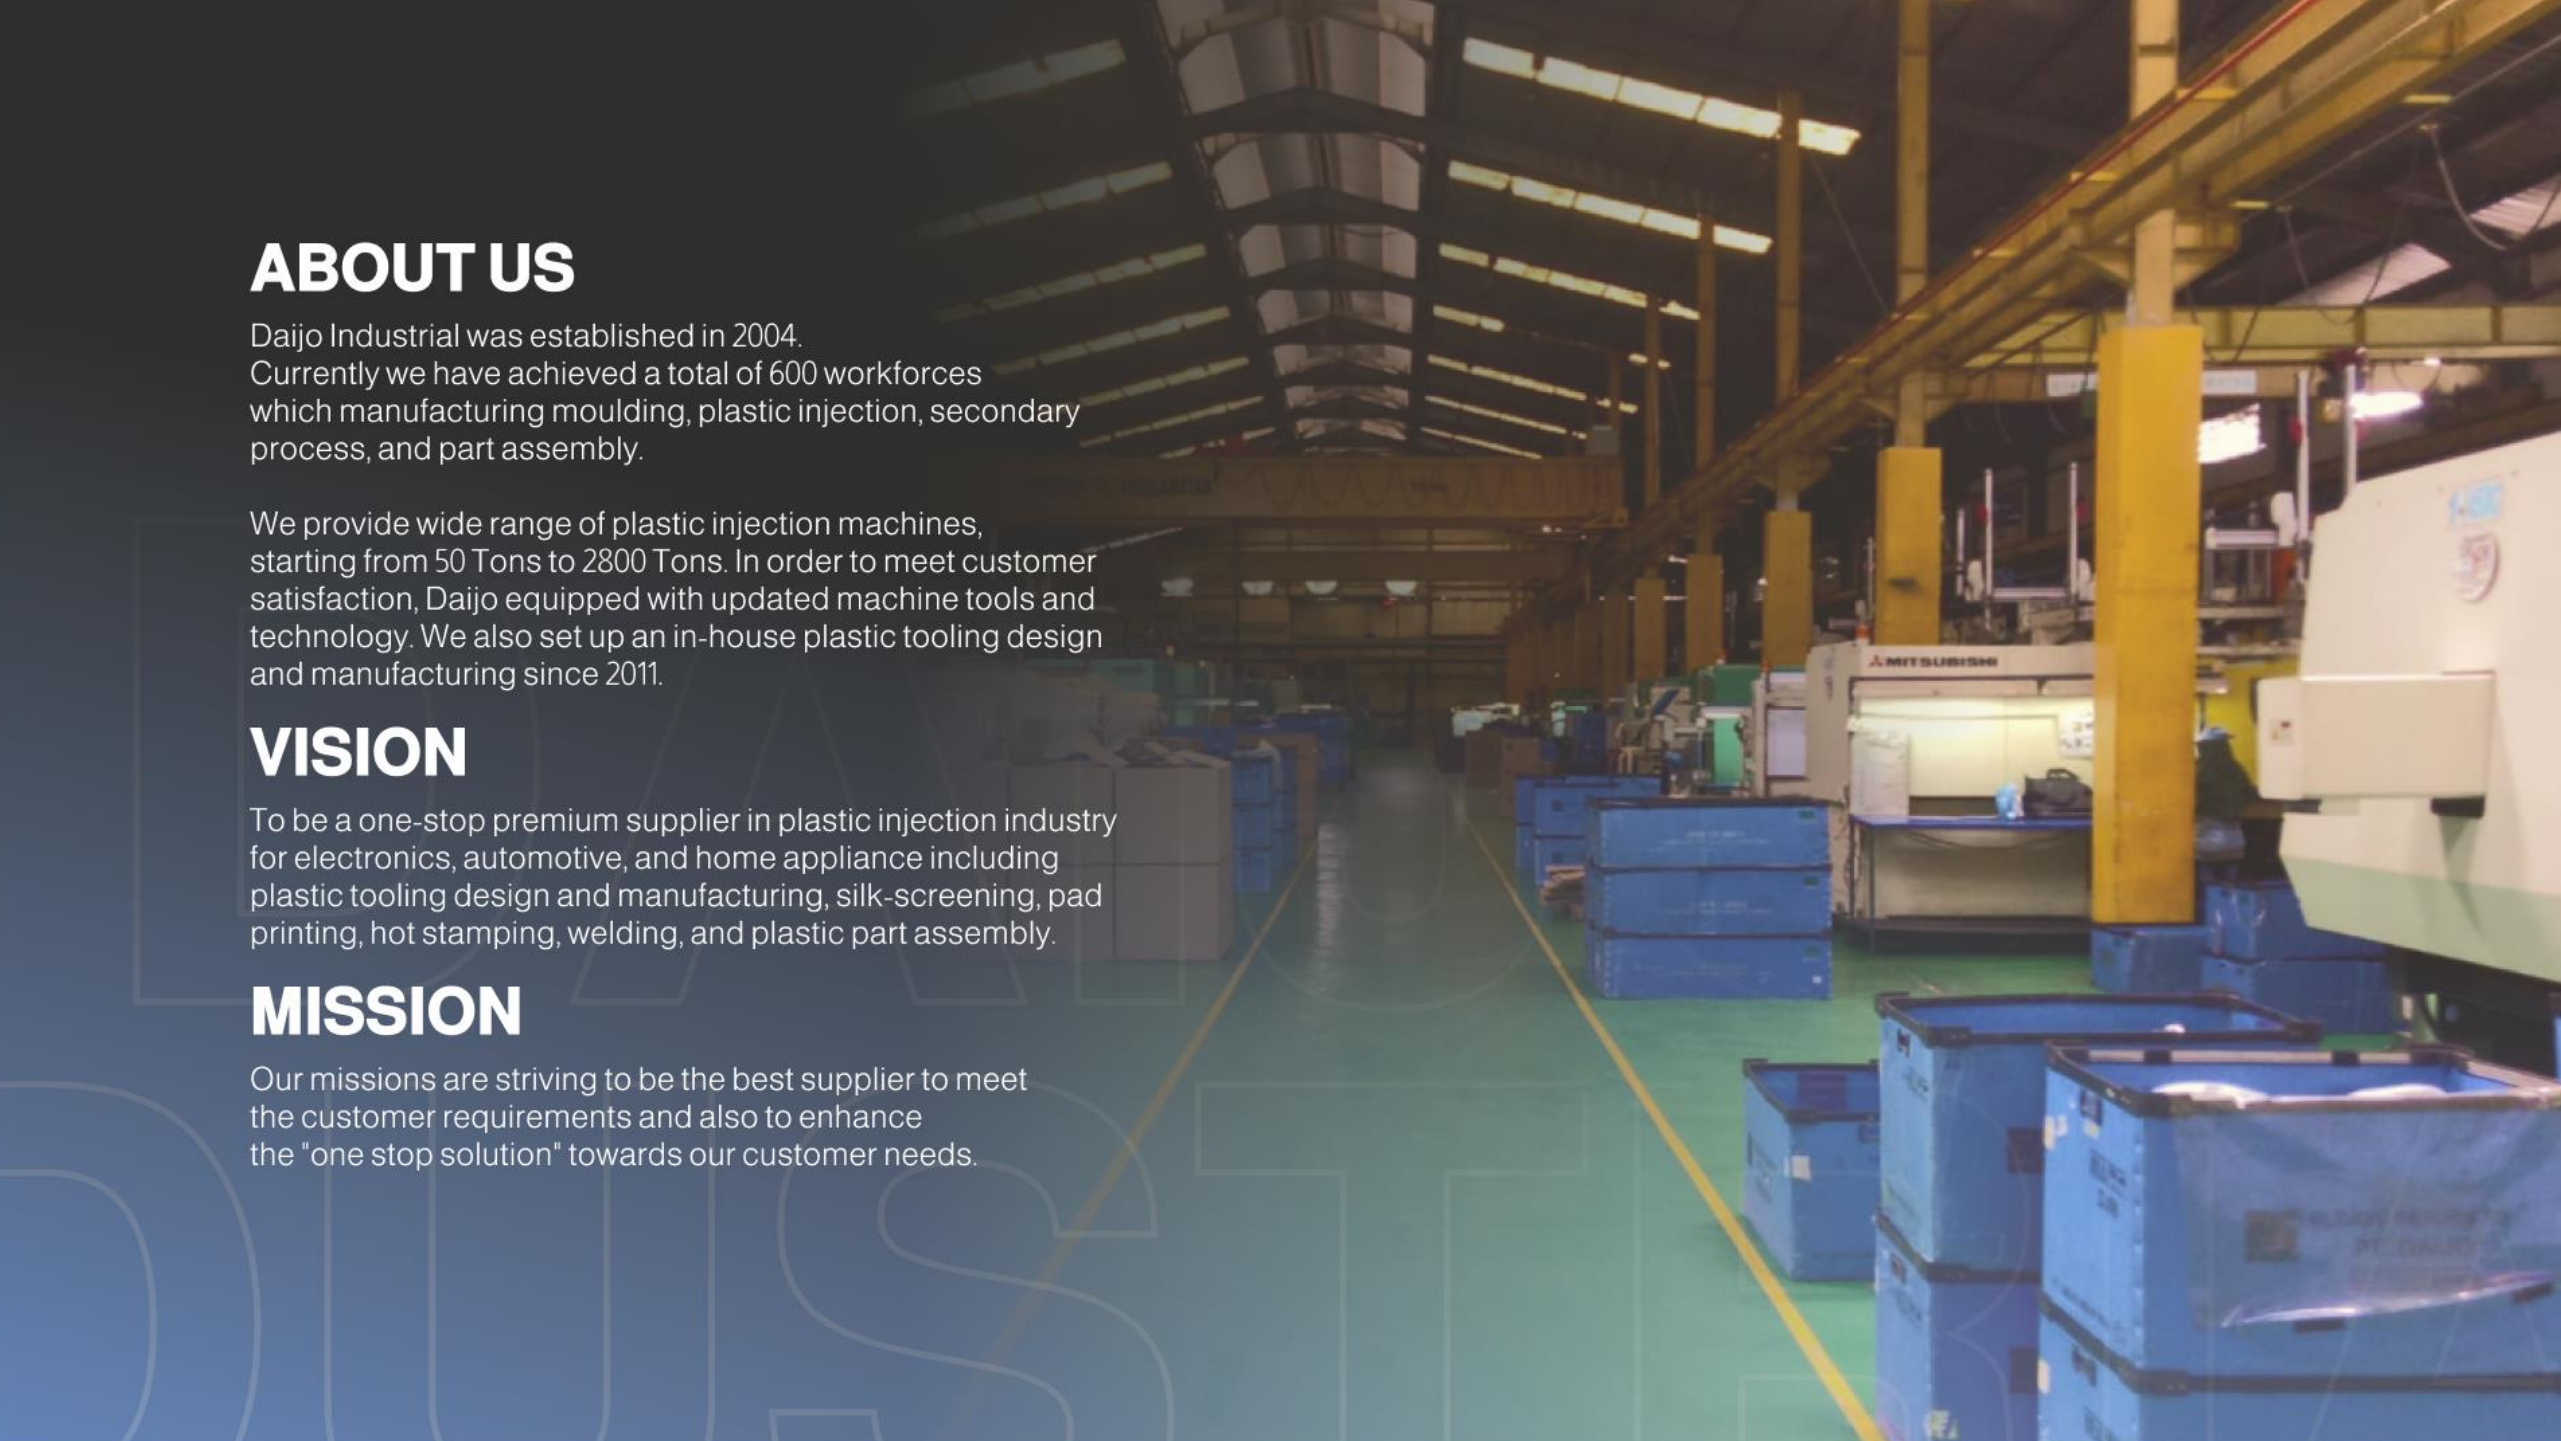 ABOUT US
Daijo Industrial was established in 2004.
Currently we have achieved a total of 600 workforces
which manufacturing moulding, plastic injection, secondary
process, and part assembly.
We provide wide range of plastic injection machines,
starting from 50 Tons to 2800 Tons. In order to meet customer
satisfaction, Daijo equipped with updated machine tools and
technology. We also set up an in-house plastic tooling design
and manufacturing since 2011.
VISION
To be a one-stop premium supplier in plastic injection industry
for electronics, automotive, and home appliance including
plastic tooling design and manufacturing, silk-screening, pad
printing, hot stamping, welding, and plastic part assembly.
MISSION
Our missions are striving to be the best supplier to meet
the customer requirements and also to enhance
the "one stop solution" towards our customer needs.
MITSUBISHI